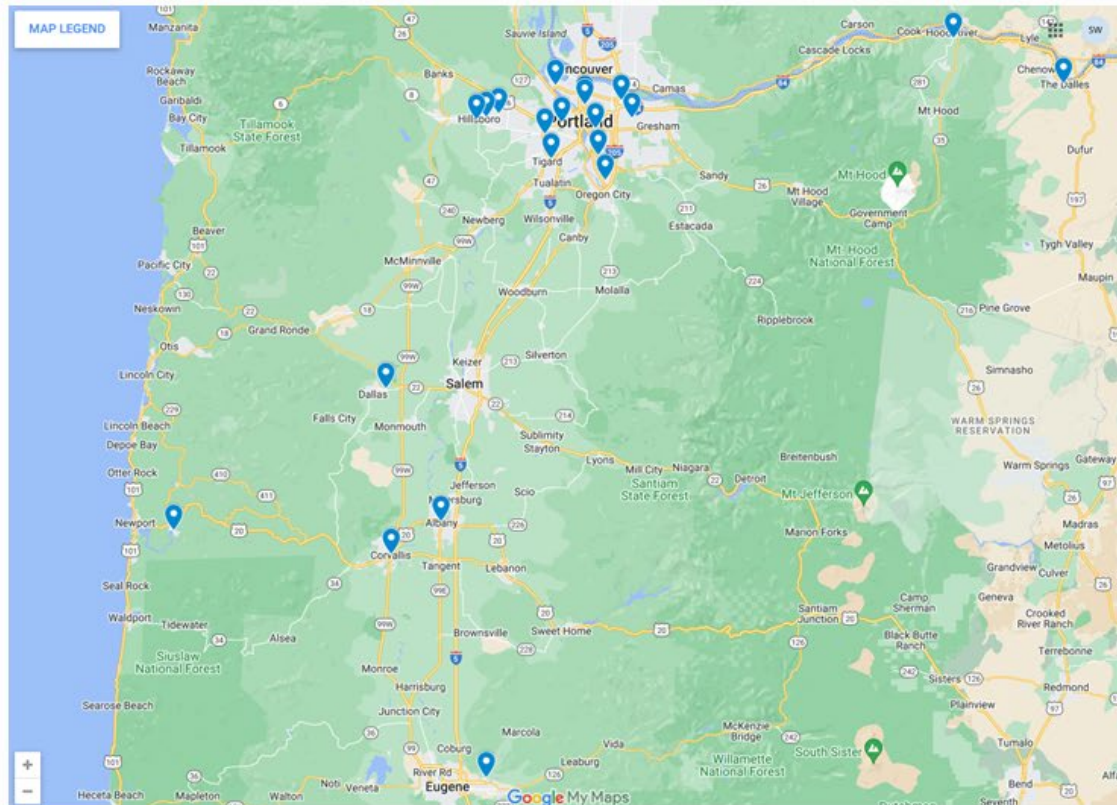 MAP LEGEND
SW
Manzanita
Rockaway
Beach
Garibaldi
Bay City
Tillamook
State Forest
Tillamook
Beaver
Pacific City
Neskowin
Otis
Lincoln City
Lincoln Beach
Depoe Bay
Otter Rock
Newport
Seal Rock
Waldport
Tidewater
Alsea
Siuslaw
National Forest
Searose Beach
Heceta Beach
Mapleton
Walton
Noti
Veneta
Sauvie Island
Banks
Hillsboro
Portland
Camas
Gresham
Tigard
Tualatin
Oregon City
Wilsonville
Newberg
Canby
Sandy
Estacada
McMinnville
Woodburn
Molalla
Grand Ronde
Keizer
Silverton
Salem
Dallas
Falls City
Monmouth
Sublimity
Stayton
Lyons
Mill City
Niagara
Detroit
Santiam
State Forest
Breitenbush
Jefferson
Scio
Albany
Corvallis
Tangent
Lebanon
Brownsville
Sweet Home
Monroe
Harrisburg
Junction City
Coburg
Marcola
River Rd
Eugene
Vida
Leaburg
McKenzie
Bridge
Willamette
National Forest
South Sister
Carson
Cascade Locks
Lyle
Chenow
The Dalles
Mt Hood
Dufur
Mt Hood
Mt Hood
Village
Government
Camp
Mt. Hood
National Forest
Tygh Valley
Maupin
Pine Grove
Ripplebrook
Simnasho
WARM SPRINGS
RESERVATION
Warm Springs
Gateway
Mt Jefferson
Marion Forks
Madras
Metolius
Grandview
Culver
Geneva
Camp
Sherman
Crooked
River Ranch
Santiam
Junction
Black Butte
Ranch
Terrebonne
Sisters
Redmond
Plainview
Tumalo
Bend
Google My Maps